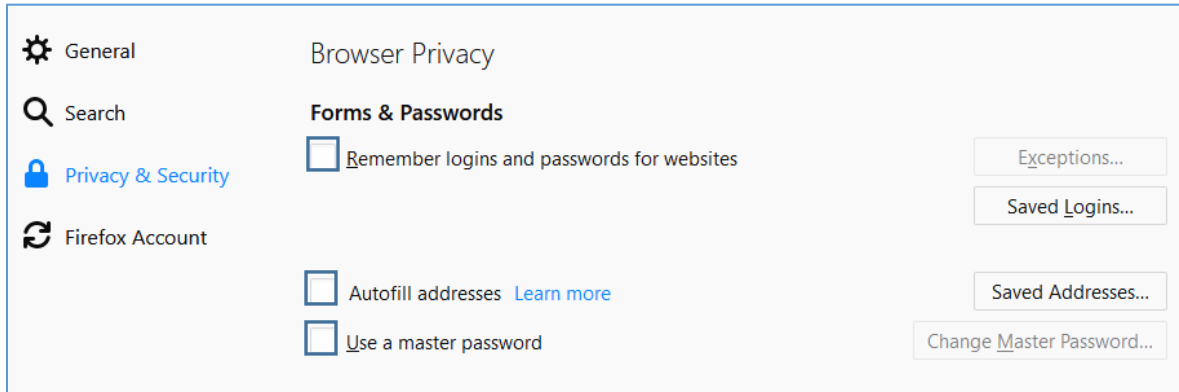 General
Search
Privacy & Security
Firefox Account
Browser Privacy
Forms & Passwords
Remember logins and passwords for websites
Exceptions...
Saved Logins...
Autofill addresses Learn more
Saved Addresses...
Use a master password
Change Master Password...